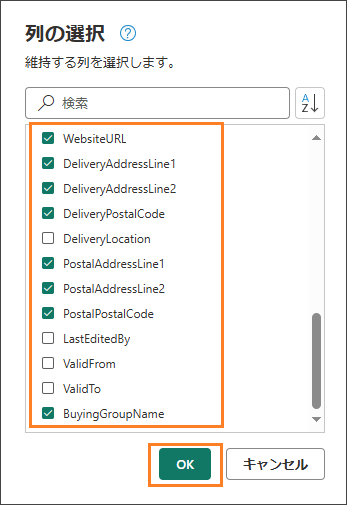 列の選択
維持する列を選択します。
検索
A
Z
WebsiteURL
DeliveryAddressLine1
DeliveryAddressLine2
DeliveryPostalCode
DeliveryLocation
PostalAddressLine1
PostalAddressLine2
PostalPostalCode
LastEditedBy
ValidFrom
ValidTo
BuyingGroupName
OK
キャンセル